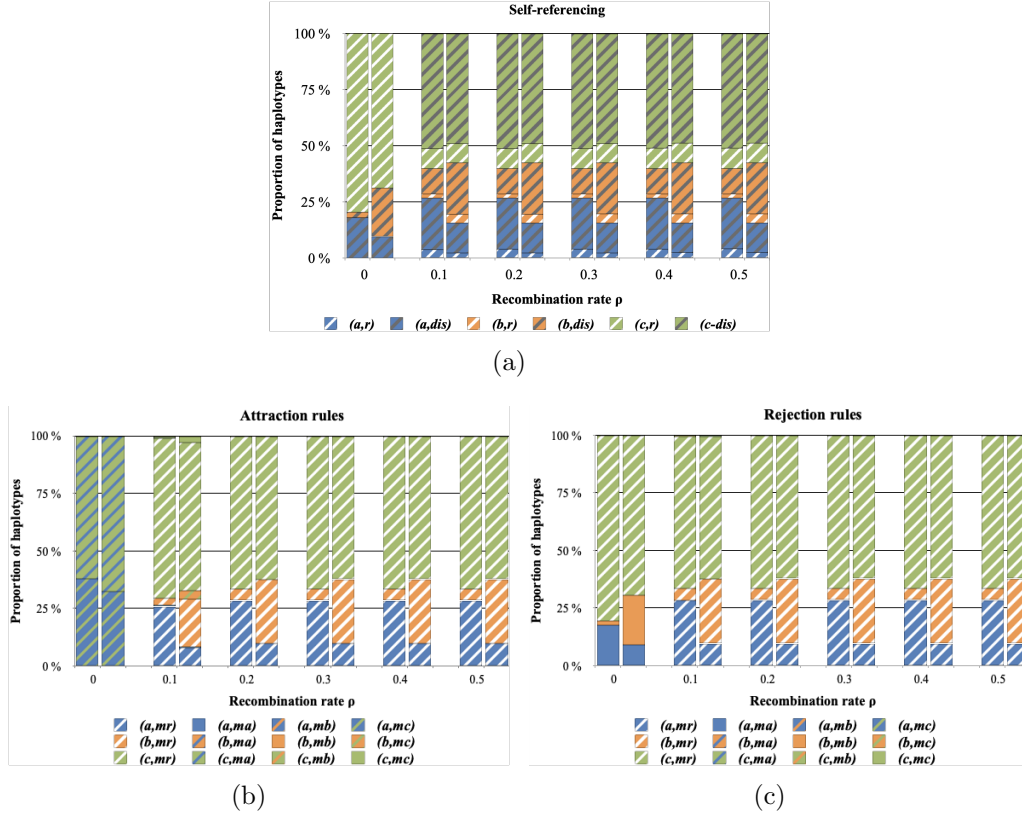 Self-referencing
Proportion of haplotypes
100 %
75 %
50 %
25 %
0 %
0 0.1 0.2 0.3 0.4 0.5
Recombination rate ρ
(a,r) (a,dis) (b,r) (b,dis) (c,r) (c-dis)
(a)
Attraction rules
Proportion of haplotypes
100 %
75 %
50 %
25 %
0 %
0 0.1 0.2 0.3 0.4 0.5
Recombination rate ρ
(a,mr) (a,ma) (a,mb) (a,mc)
(b,mr) (b,ma) (b,mb) (b,mc)
(c,mr) (c,ma) (c,mb) (c,mc)
(b)
Rejection rules
Proportion of haplotypes
100 %
75 %
50 %
25 %
0 %
0 0.1 0.2 0.3 0.4 0.5
Recombination rate ρ
(a,mr) (a,ma) (a,mb) (a,mc)
(b,mr) (b,ma) (b,mb) (b,mc)
(c,mr) (c,ma) (c,mb) (c,mc)
(c)